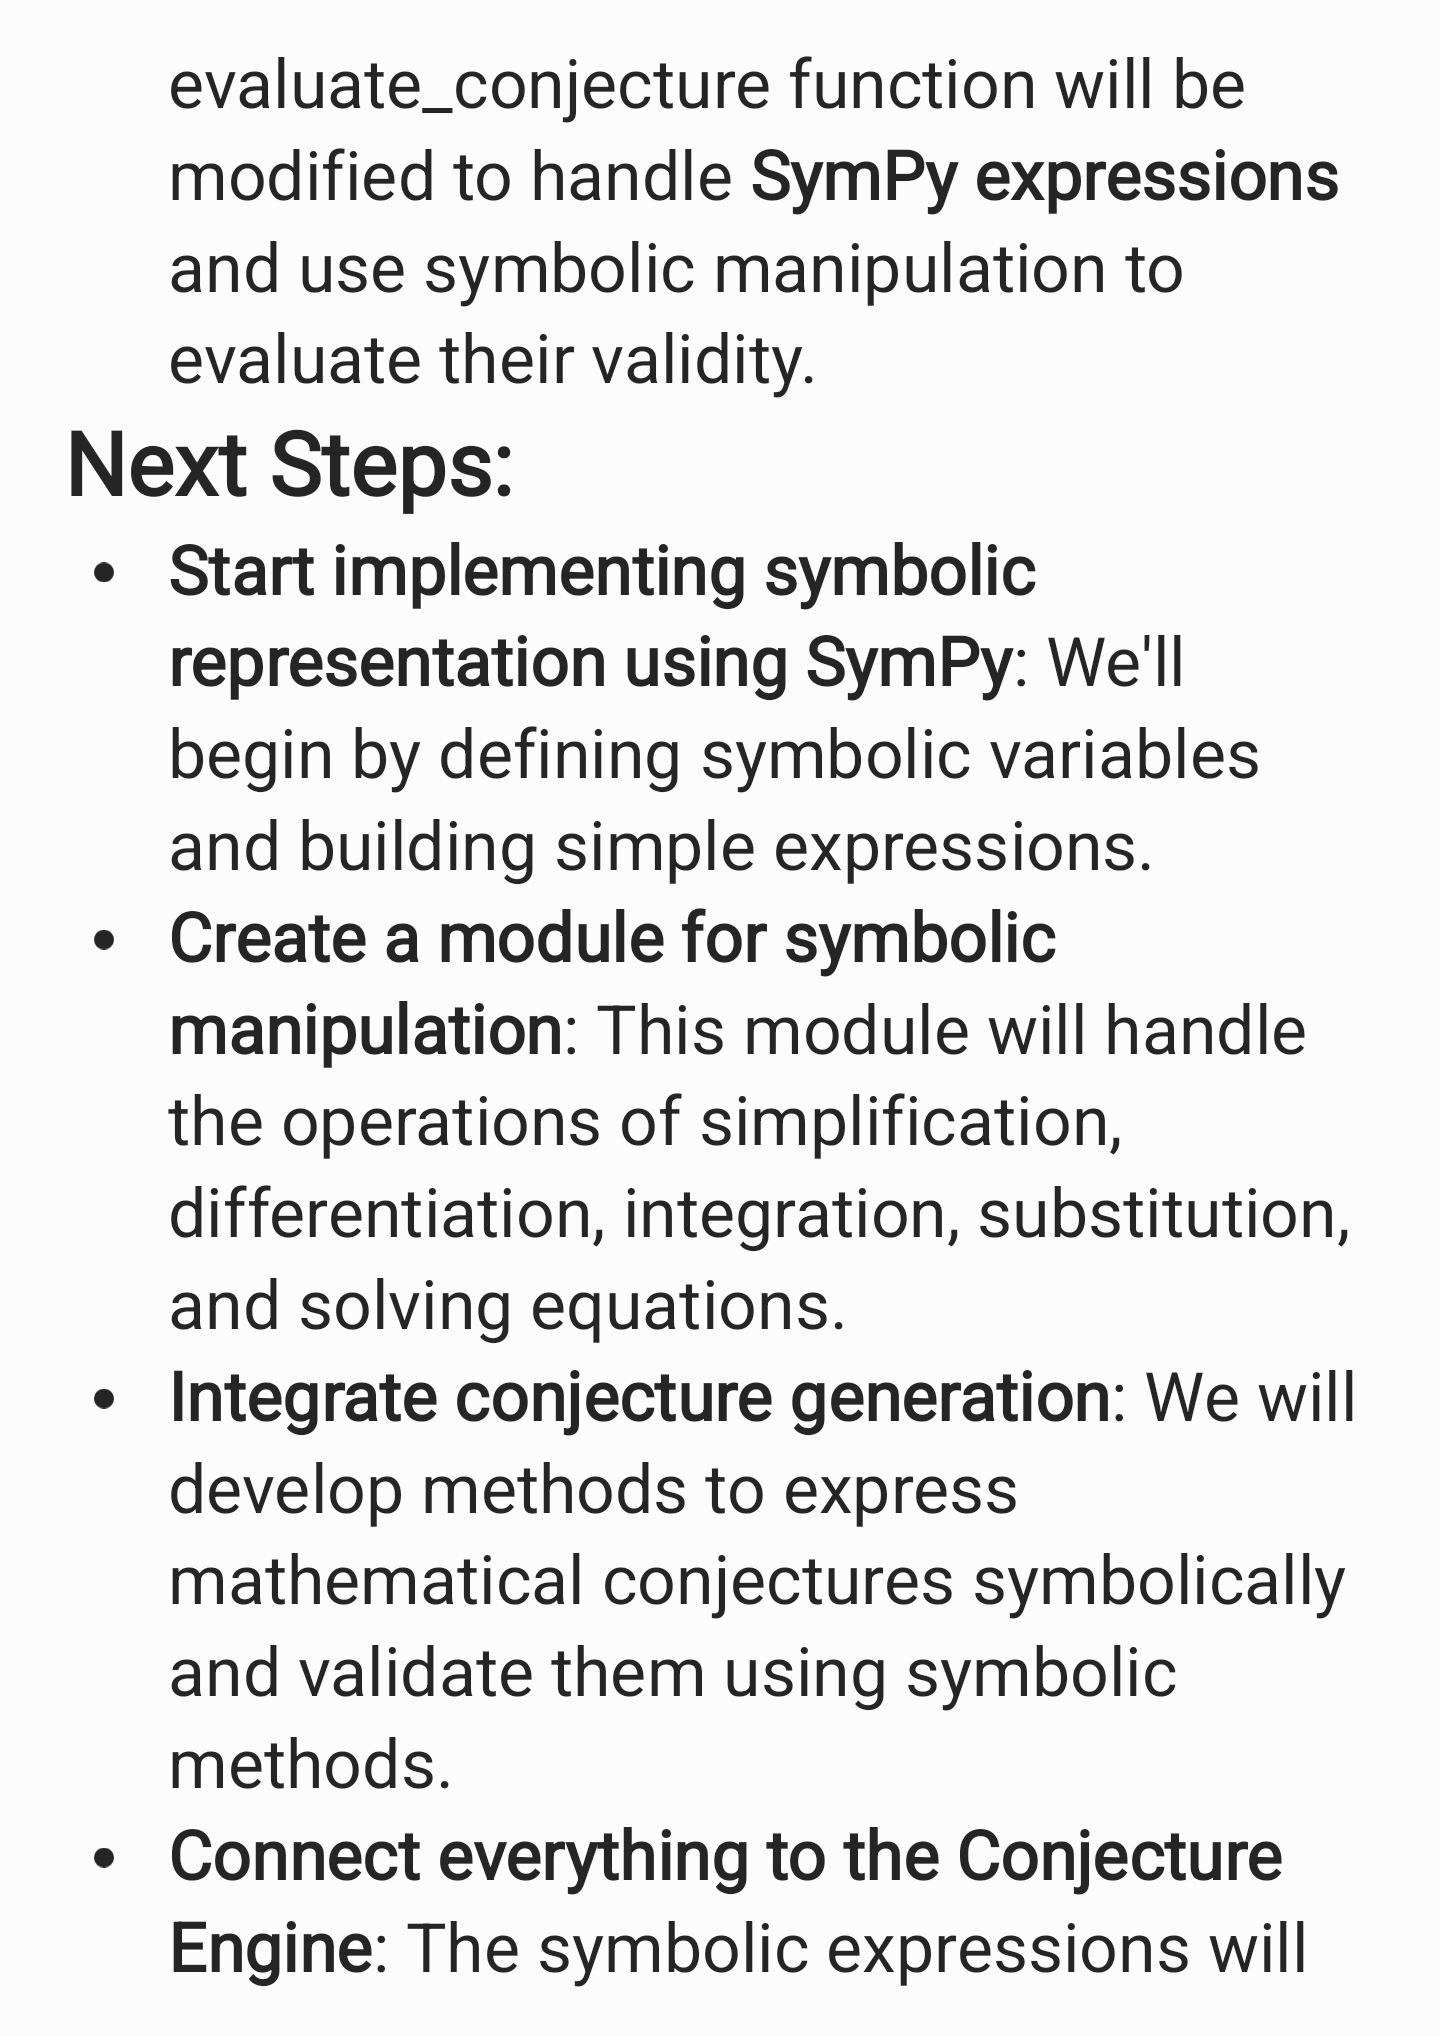 evaluate_conjecture function will be
modified to handle SymPy expressions
and use symbolic manipulation to
evaluate their validity.
Next Steps:
• Start implementing symbolic
representation using SymPy: We'll
begin by defining symbolic variables
and building simple expressions.
• Create a module for symbolic
manipulation: This module will handle
the operations of simplification,
differentiation, integration, substitution,
and solving equations.
• Integrate conjecture generation: We will
develop methods to express
mathematical conjectures symbolically
and validate them using symbolic
methods.
• Connect everything to the Conjecture
Engine: The symbolic expressions will